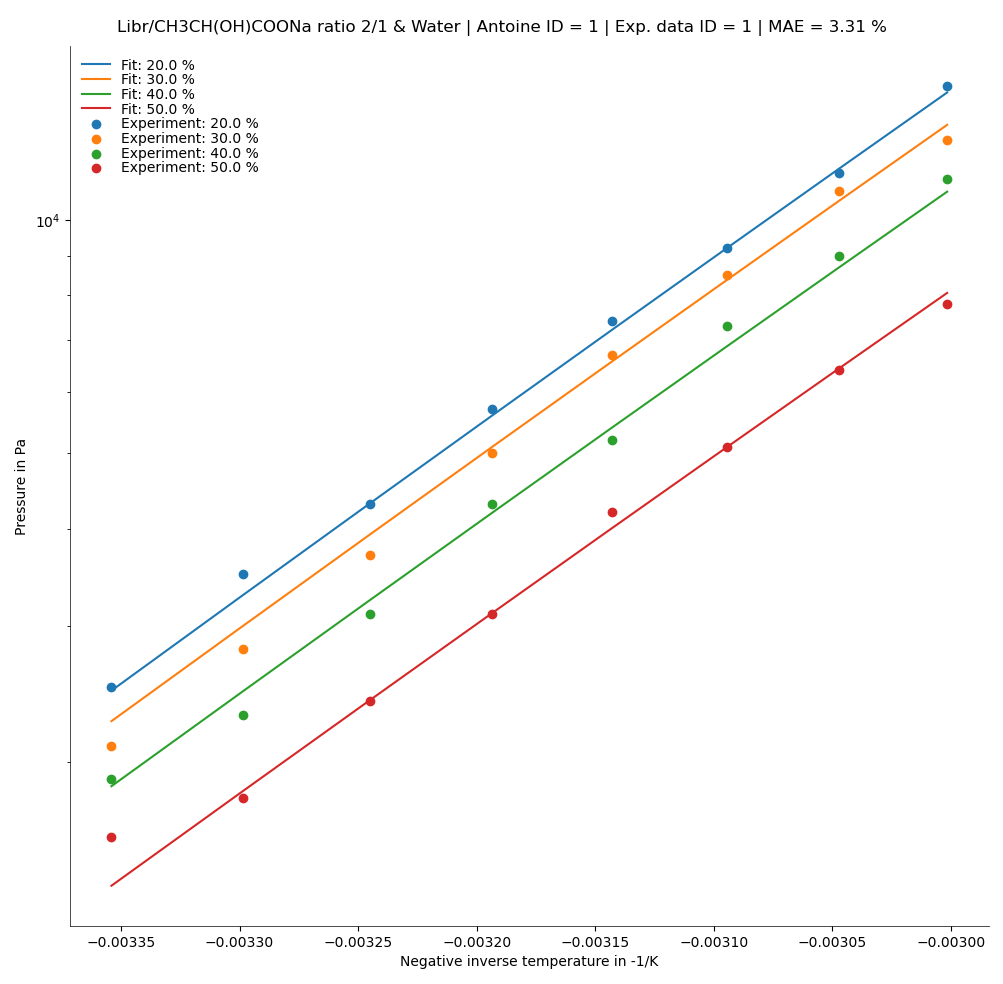 Libr/CH3CH(OH)COONa ratio 2/1 & Water | Antoine ID = 1 | Exp. data ID = 1 | MAE = 3.31 %
Fit: 20.0 %
Fit: 30.0 %
Fit: 40.0 %
Fit: 50.0 %
Experiment: 20.0 %
Experiment: 30.0 %
Experiment: 40.0 %
Experiment: 50.0 %
10⁴
Pressure in Pa
−0.00335 −0.00330 −0.00325 −0.00320 −0.00315 −0.00310 −0.00305 −0.00300
Negative inverse temperature in -1/K